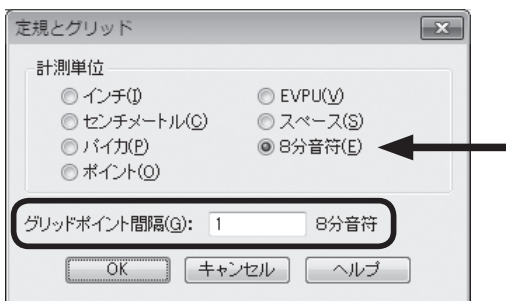 定規とグリッド
計測単位
インチ(I) EVPU(V)
センチメートル(C) スペース(S)
パイカ(P) 8分音符(E)
ポイント(O)
グリッドポイント間隔(G): 1 8分音符
OK キャンセル ヘルプ